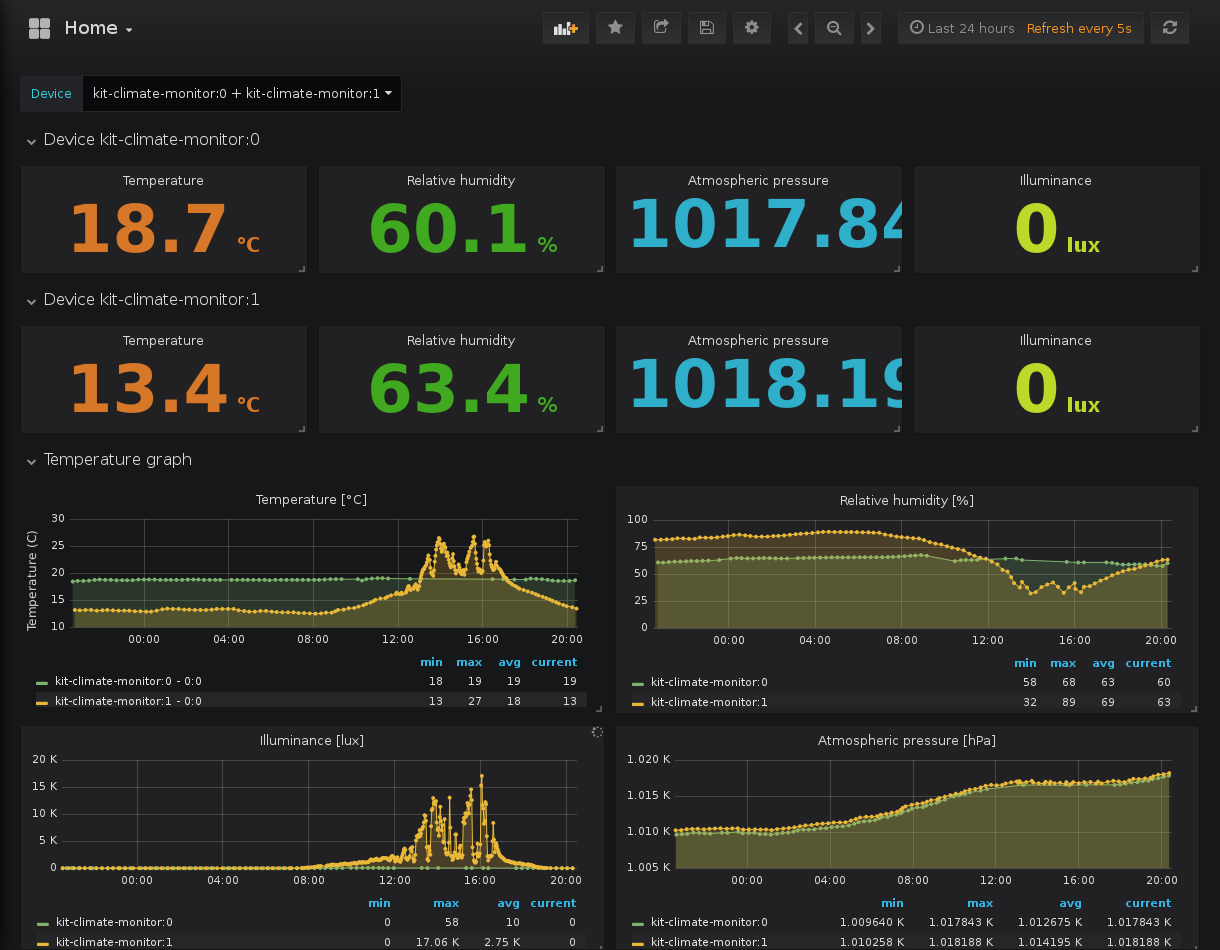 Home
Last 24 hours Refresh every 5s
Device kit-climate-monitor:0 + kit-climate-monitor:1
Device kit-climate-monitor:0
Temperature Relative humidity Atmospheric pressure Illuminance
18.7 °C 60.1 % 1017.84 0 lux
Device kit-climate-monitor:1
Temperature Relative humidity Atmospheric pressure Illuminance
13.4 °C 63.4 % 1018.19 0 lux
Temperature graph
Temperature [°C]
Temperature (C)
30
25
20
15
10
00:00 04:00 08:00 12:00 16:00 20:00
min max avg current
kit-climate-monitor:0 - 0:0 18 19 19 19
kit-climate-monitor:1 - 0:0 13 27 18 13
Relative humidity [%]
100
75
50
25
0
00:00 04:00 08:00 12:00 16:00 20:00
min max avg current
kit-climate-monitor:0 58 68 63 60
kit-climate-monitor:1 32 89 69 63
Illuminance [lux]
20 K
15 K
10 K
5 K
0
00:00 04:00 08:00 12:00 16:00 20:00
min max avg current
kit-climate-monitor:0 0 58 10 0
kit-climate-monitor:1 0 17.06 K 2.75 K 0
Atmospheric pressure [hPa]
1.020 K
1.015 K
1.010 K
1.005 K
00:00 04:00 08:00 12:00 16:00 20:00
min max avg current
kit-climate-monitor:0 1.009640 K 1.017843 K 1.012675 K 1.017843 K
kit-climate-monitor:1 1.010258 K 1.018188 K 1.014195 K 1.018188 K